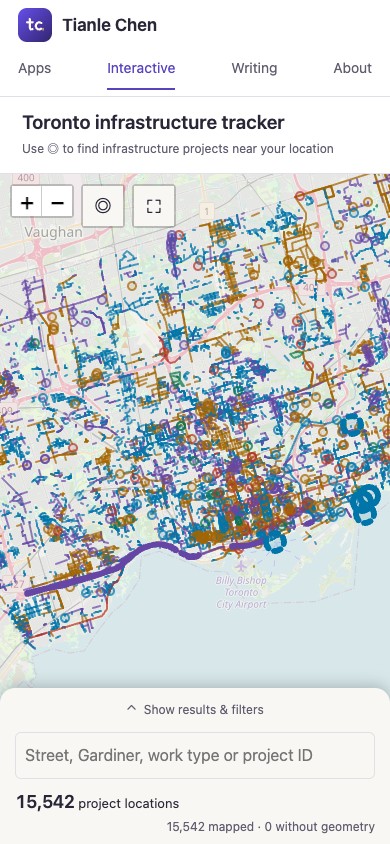 tc
Tianle Chen
Apps Interactive Writing About
Toronto infrastructure tracker
Use ◎ to find infrastructure projects near your location
400
+ −
1
Vaughan
Billy Bishop
Toronto
City Airport
Show results & filters
Street, Gardiner, work type or project ID
15,542 project locations
15,542 mapped · 0 without geometry